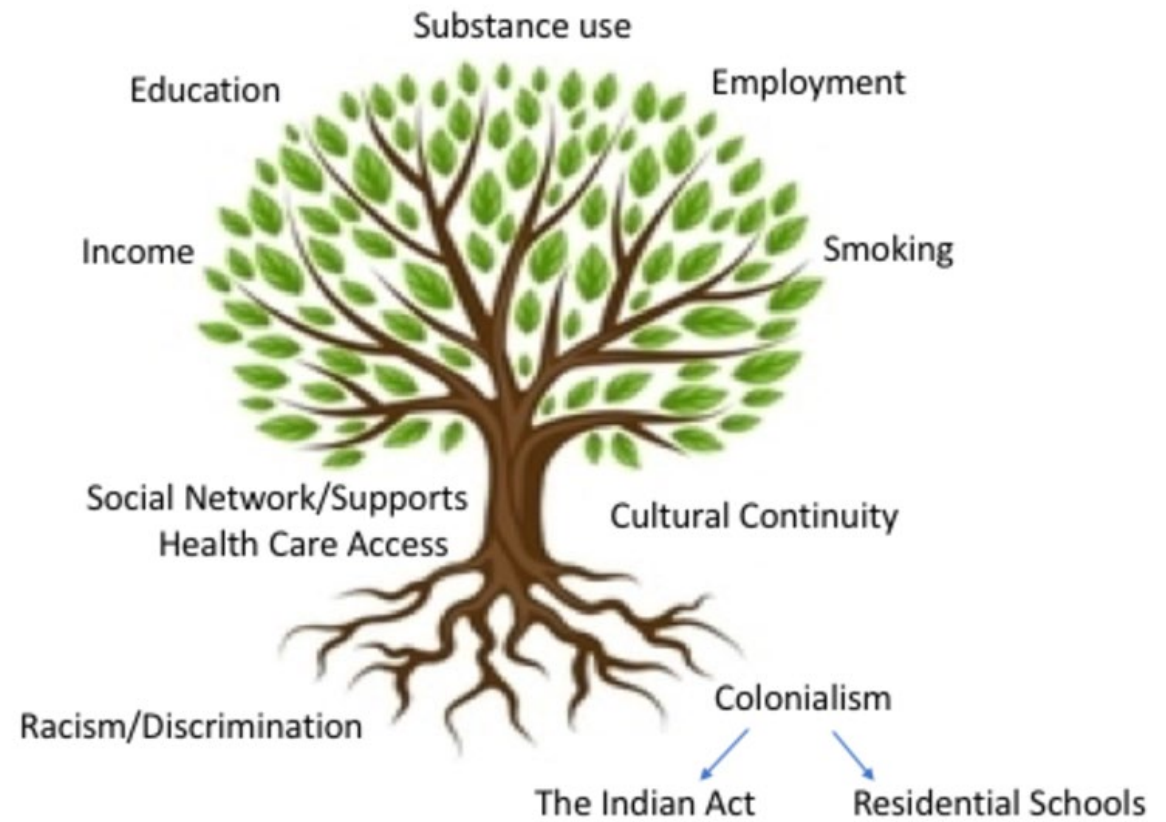 Substance use
Education
Employment
Income
Smoking
Social Network/Supports
Health Care Access
Cultural Continuity
Racism/Discrimination
Colonialism
The Indian Act
Residential Schools